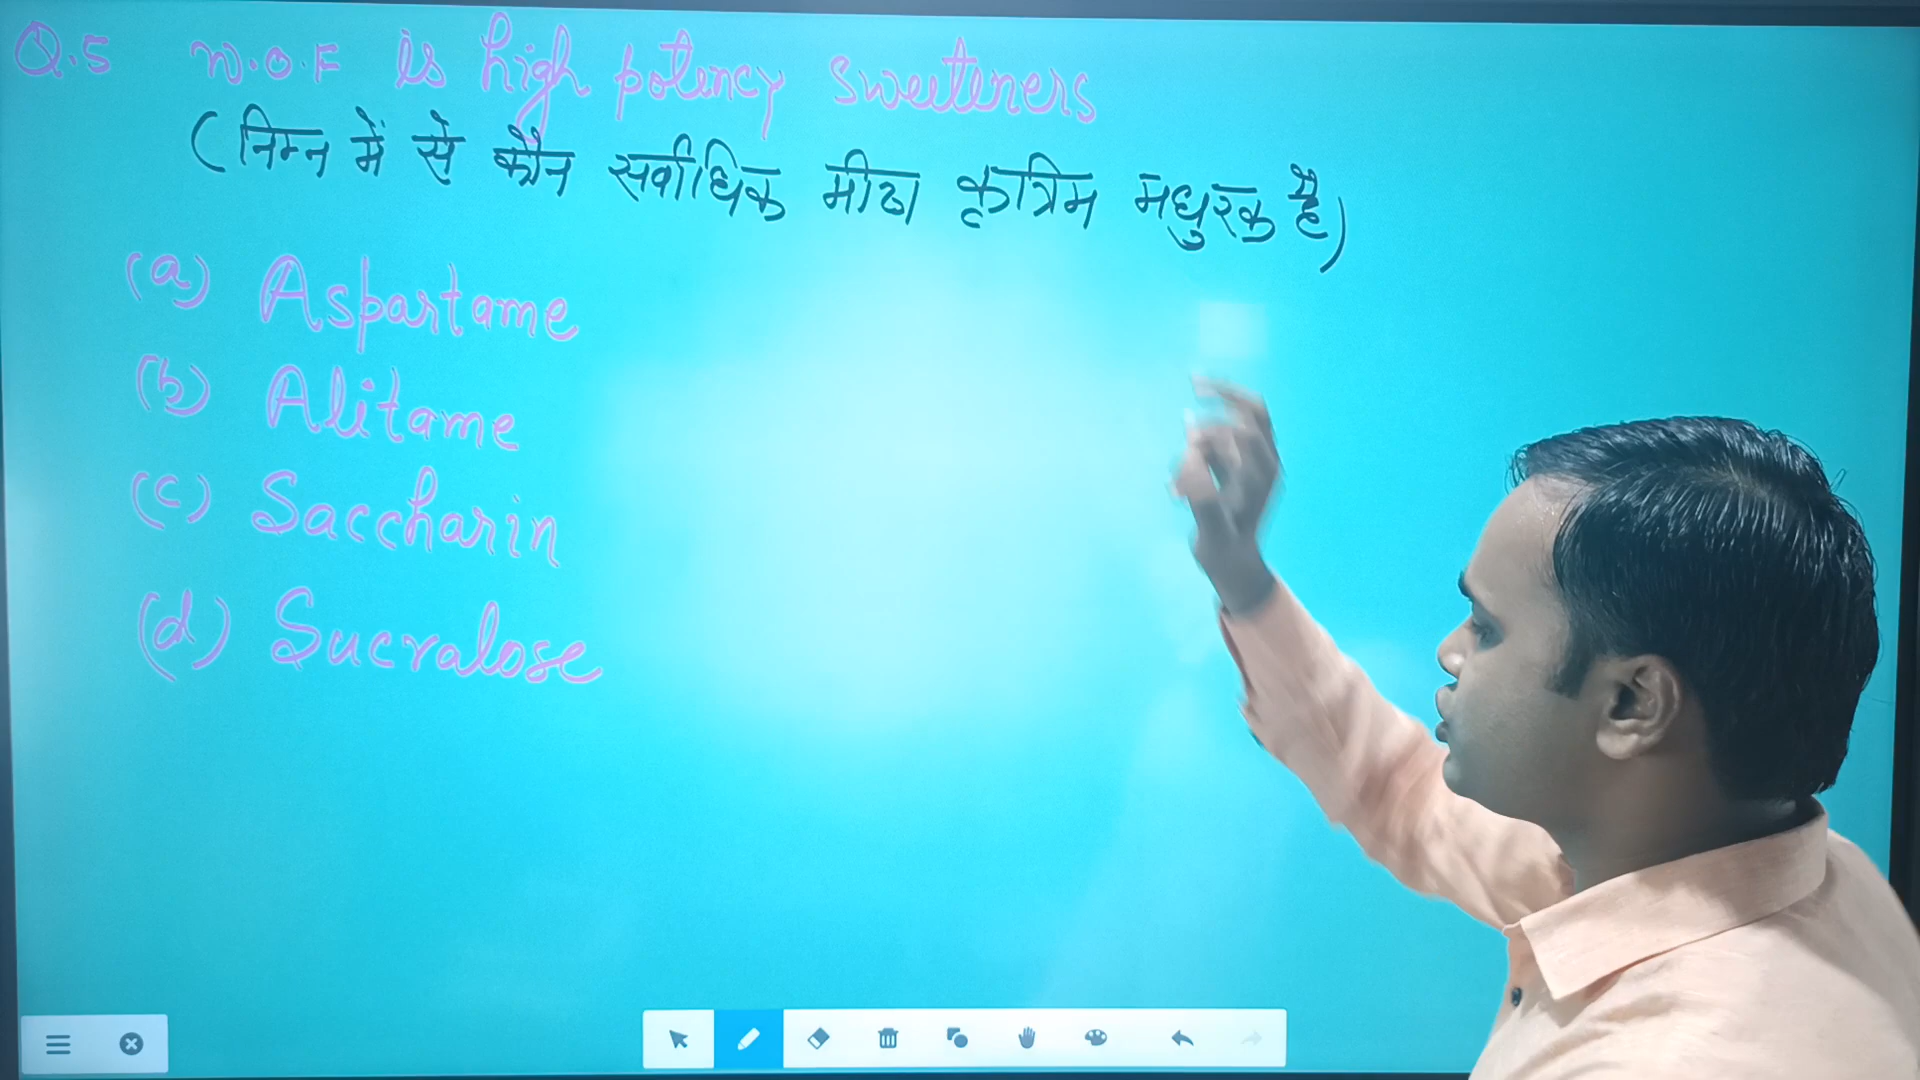 Q.5 W.O.F is high potency sweeteners
(निम्न में से कौन सर्वाधिक मीठा कृत्रिम मधुरक है)
(a) Aspartame
(b) Alitame
(c) Saccharin
(d) Sucralose